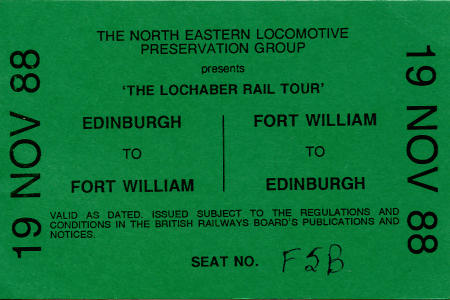 THE NORTH EASTERN LOCOMOTIVE
PRESERVATION GROUP
presents
'THE LOCHABER RAIL TOUR'
19 NOV 88
EDINBURGH
TO
FORT WILLIAM
FORT WILLIAM
TO
EDINBURGH
19 NOV 88
VALID AS DATED. ISSUED SUBJECT TO THE REGULATIONS AND
CONDITIONS IN THE BRITISH RAILWAYS BOARD'S PUBLICATIONS AND
NOTICES.
SEAT NO.